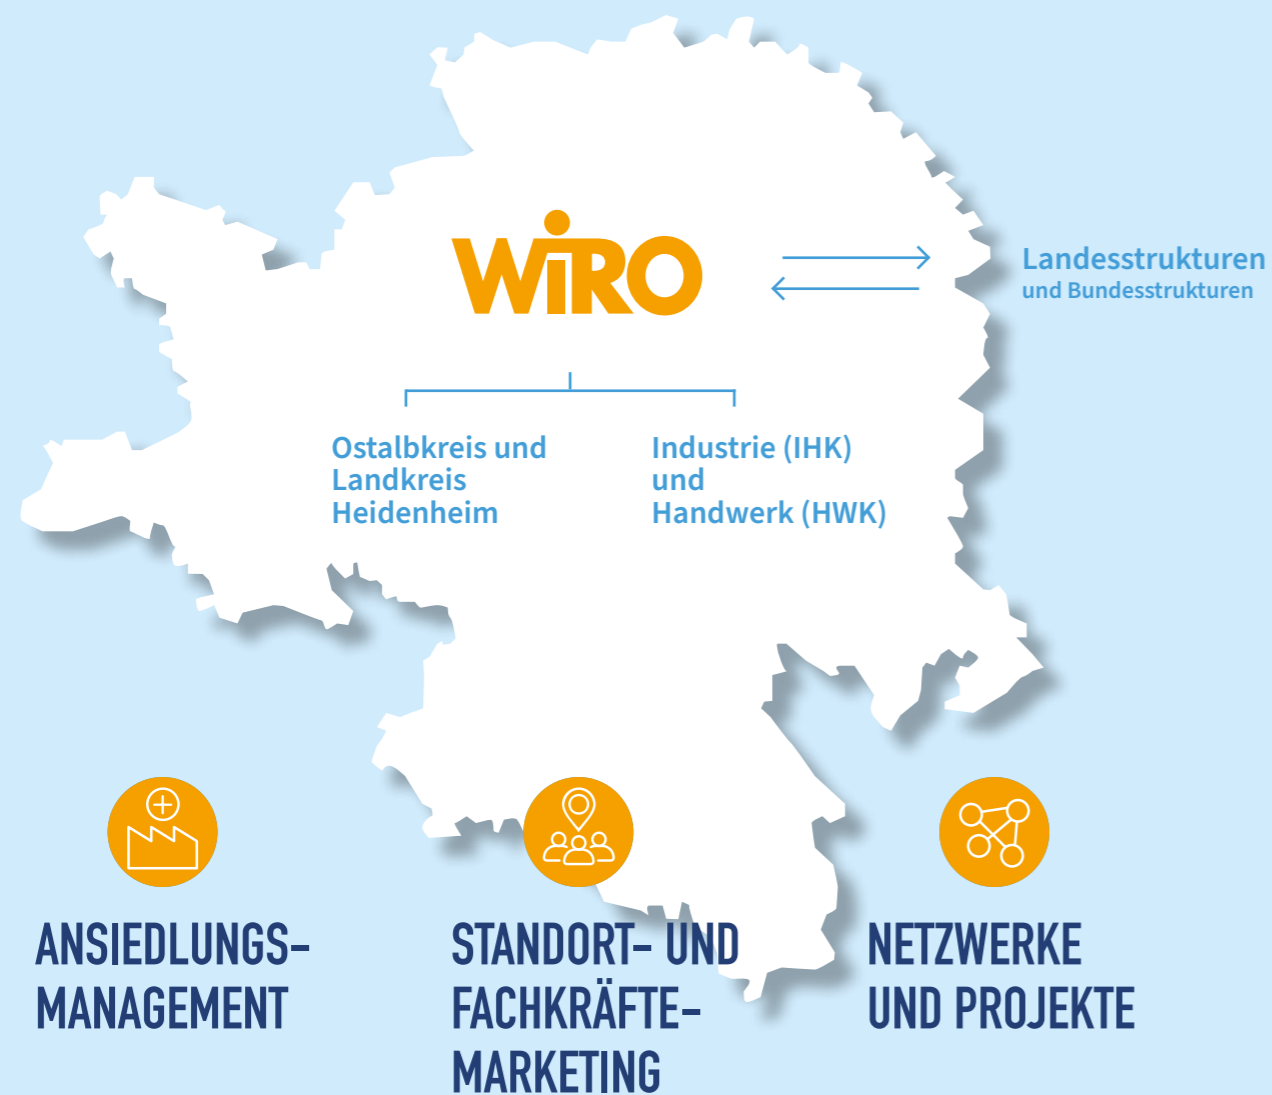 WiRO
Landesstrukturen
und Bundesstrukturen
Ostalbkreis und
Landkreis
Heidenheim
Industrie (IHK)
und
Handwerk (HWK)
ANSIEDLUNGS-
MANAGEMENT
STANDORT- UND
FACHKRÄFTE-
MARKETING
NETZWERKE
UND PROJEKTE